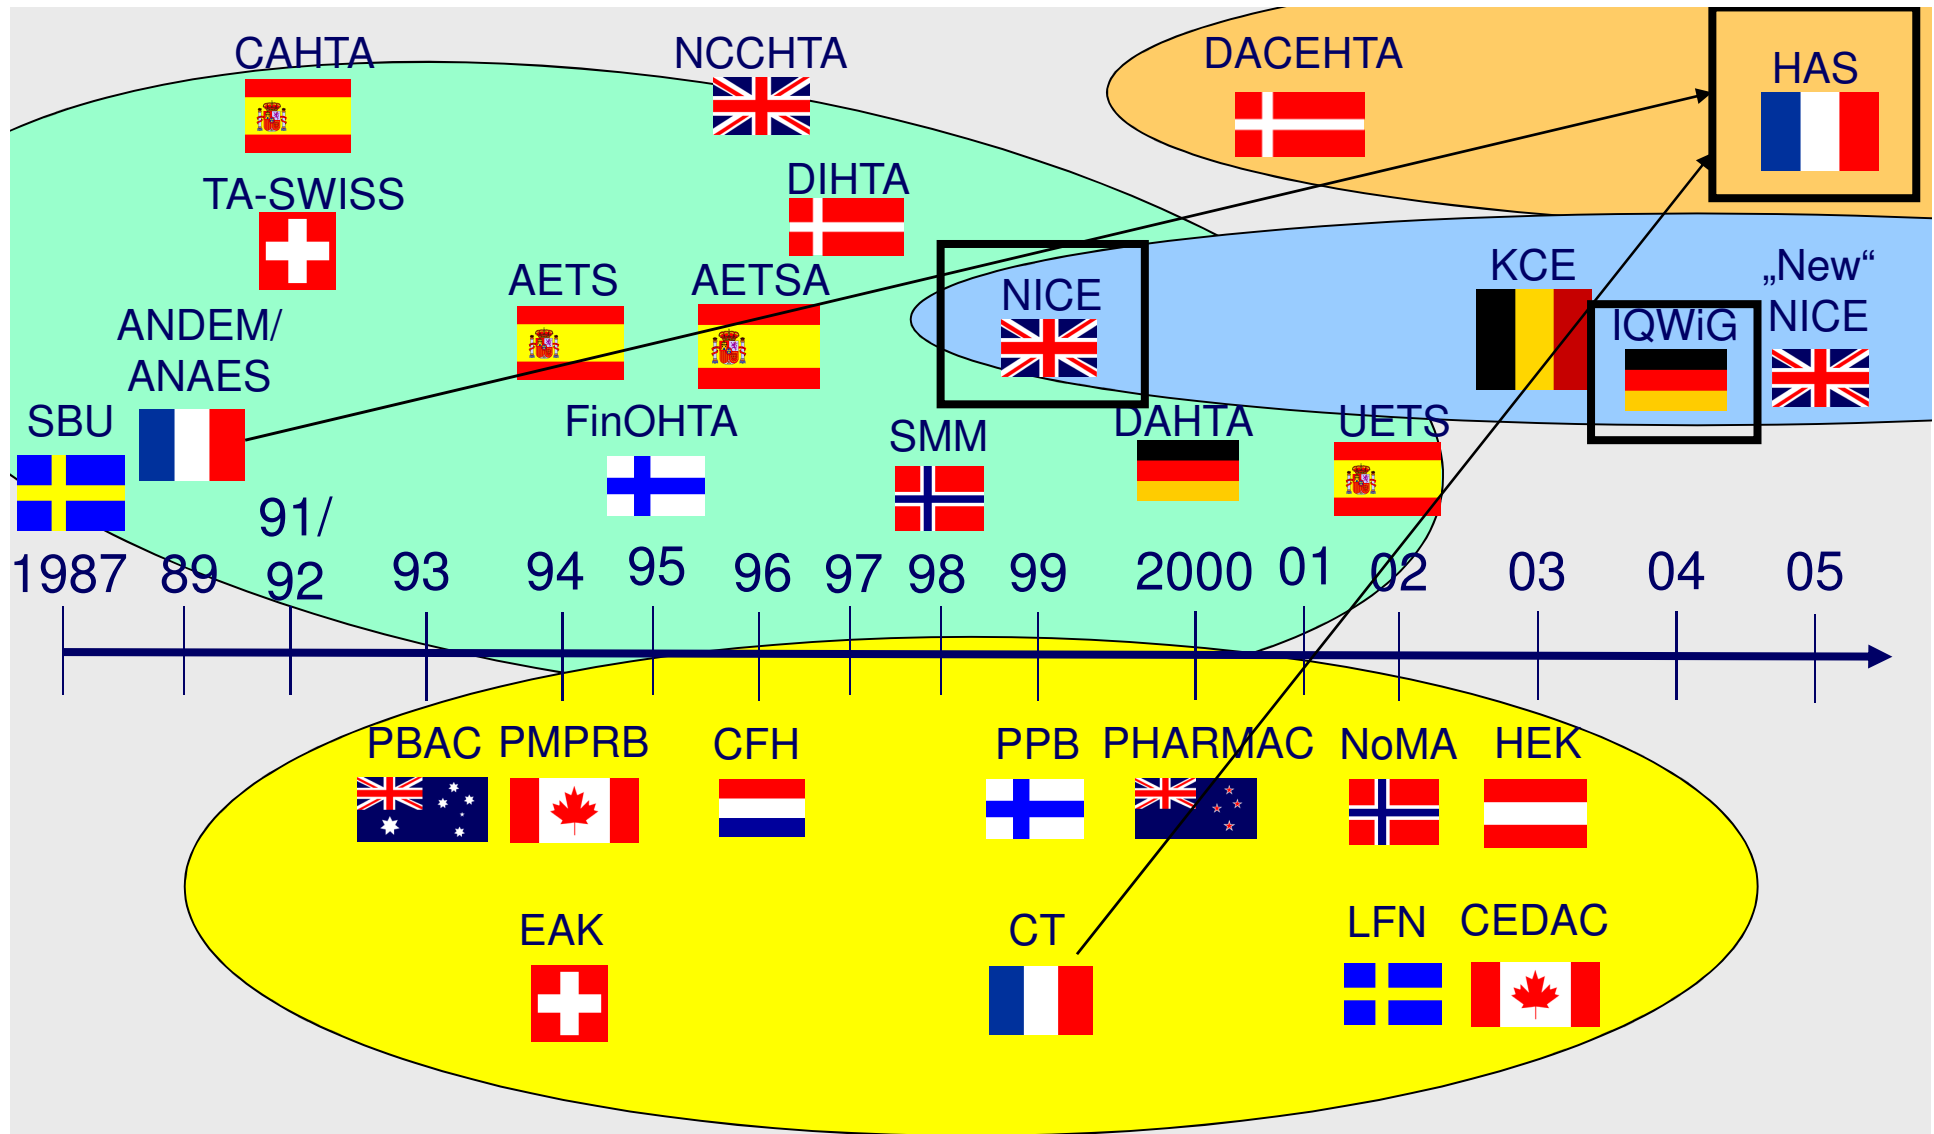 CAHTA
NCCHTA
DACEHTA
HAS
TA-SWISS
DIHTA
AETS
AETSA
NICE
KCE
„New“
NICE
IQWiG
ANDEM/
ANAES
SBU
FinOHTA
SMM
DAHTA
UETS
91/
1987
89
92
93
94
95
96
97
98
99
2000
01
02
03
04
05
PBAC
PMPRB
CFH
PPB
PHARMAC
NoMA
HEK
EAK
CT
LFN
CEDAC